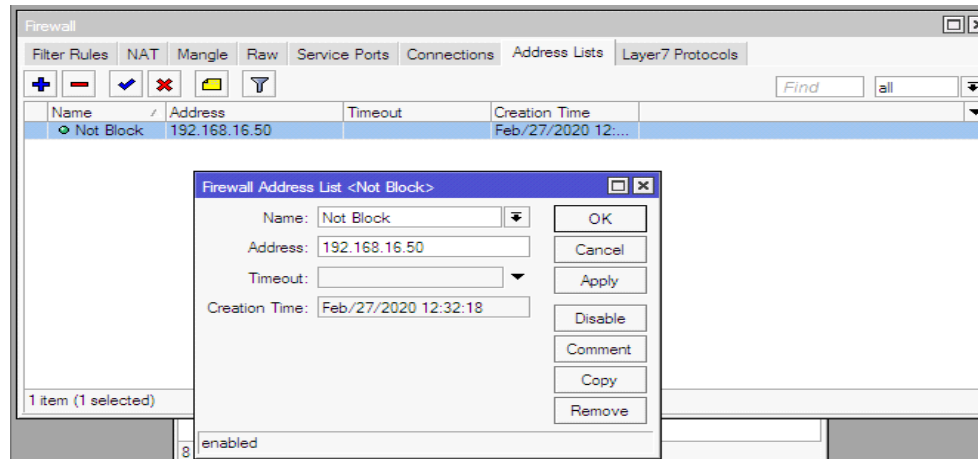 Firewall
Filter Rules NAT Mangle Raw Service Ports Connections Address Lists Layer7 Protocols
Find all
Name / Address Timeout Creation Time
Not Block 192.168.16.50 Feb/27/2020 12:...
Firewall Address List <Not Block>
Name: Not Block OK
Address: 192.168.16.50 Cancel
Timeout: Apply
Creation Time: Feb/27/2020 12:32:18
Disable
Comment
Copy
Remove
1 item (1 selected)
enabled
8